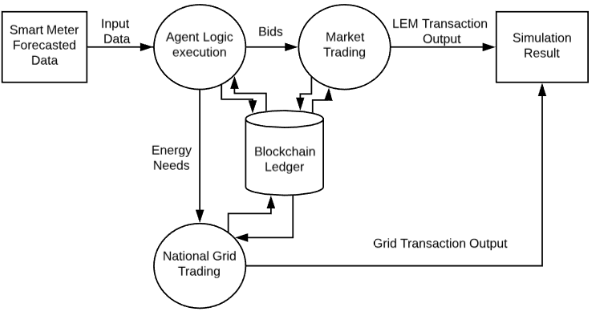 Smart Meter
Forecasted
Data
Input
Data
Agent Logic
execution
Bids
Market
Trading
LEM Transaction
Output
Simulation
Result
Energy
Needs
Blockchain
Ledger
National Grid
Trading
Grid Transaction Output